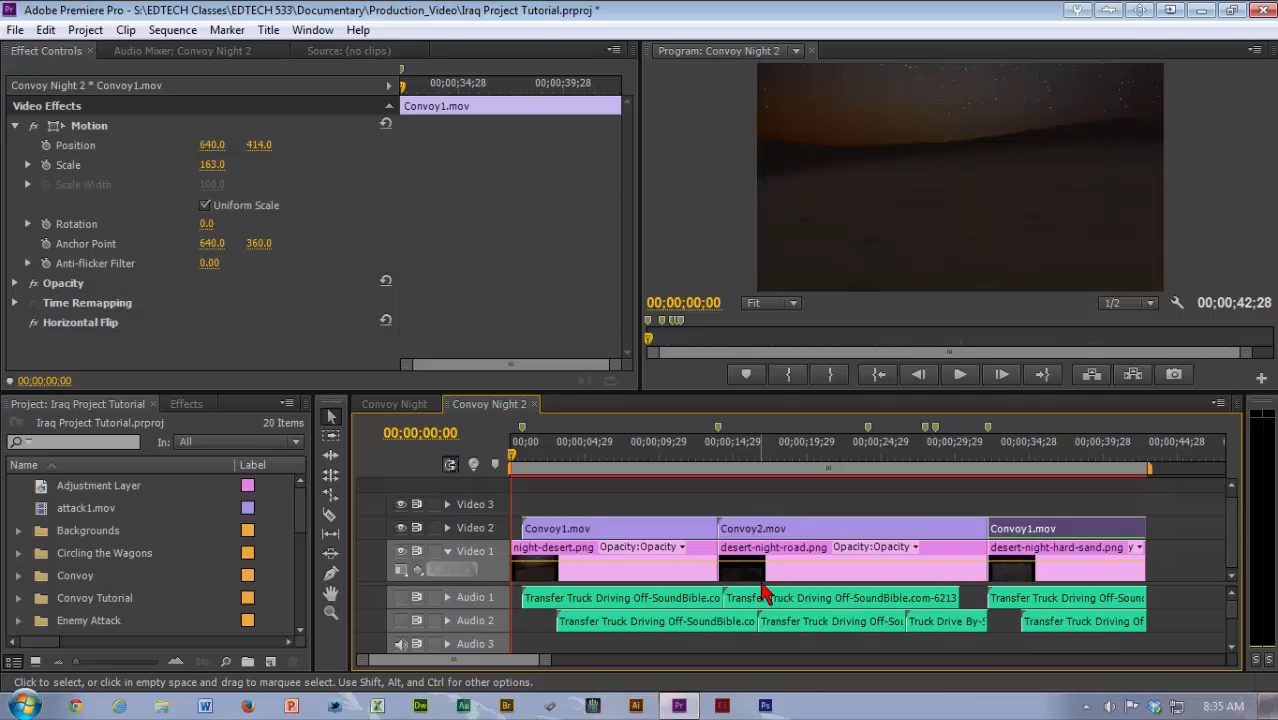 Pr Adobe Premiere Pro - S:\EDTECH Classes\EDTECH 533\Documentary\Production_Video\Iraq Project Tutorial.prproj *
File Edit Project Clip Sequence Marker Title Window Help
Effect Controls Audio Mixer: Convoy Night 2 Source: (no clips)
Program: Convoy Night 2
Convoy Night 2 * Convoy1.mov
00;00;34;28 00;00;39;28
Video Effects
Convoy1.mov
Motion
Position 640.0 414.0
Scale 163.0
Scale Width 100.0
Uniform Scale
Rotation 0.0
Anchor Point 640.0 360.0
Anti-flicker Filter 0.00
fx Opacity
Time Remapping
fx Horizontal Flip
00;00;00;00 Fit 1/2 00;00;42;28
00;00;00;00
Project: Iraq Project Tutorial Effects
Iraq Project Tutorial.prproj 20 Items
In: All
Name Label
Adjustment Layer
attack1.mov
Backgrounds
Circling the Wagons
Convoy
Convoy Tutorial
Enemy Attack
Convoy Night Convoy Night 2
00;00;00;00
00;00 00;00;04;29 00;00;09;29 00;00;14;29 00;00;19;29 00;00;24;29 00;00;29;29 00;00;34;28 00;00;39;28 00;00;44;28
Video 3
Video 2 Convoy1.mov Convoy2.mov Convoy1.mov
Video 1 night-desert.png Opacity:Opacity desert-night-road.png Opacity:Opacity desert-night-hard-sand.png y
Audio 1 Transfer Truck Driving Off-SoundBible.co Transfer Truck Driving Off-SoundBible.com-6213 Transfer Truck Driving Off-Soun
Audio 2 Transfer Truck Driving Off-SoundBible.co Transfer Truck Driving Off-Sou Truck Drive By-S Transfer Truck Driving Of
Audio 3
S S
Click to select, or click in empty space and drag to marquee select. Use Shift, Alt, and Ctrl for other options.
Dw Au Br Ai Pr Fl Ps
8:35 AM